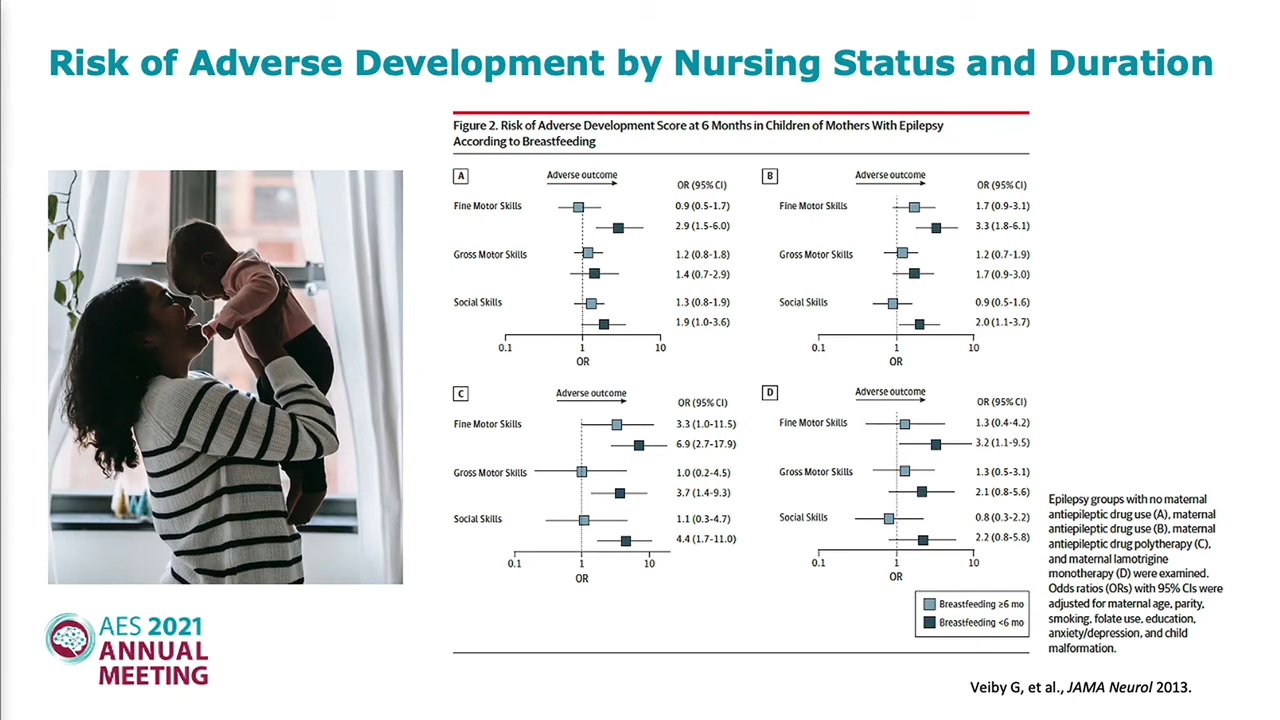 Risk of Adverse Development by Nursing Status and Duration
Figure 2. Risk of Adverse Development Score at 6 Months in Children of Mothers With Epilepsy
According to Breastfeeding
A
Adverse outcome
OR (95% CI)
Fine Motor Skills
0.9 (0.5-1.7)
2.9 (1.5-6.0)
Gross Motor Skills
1.2 (0.8-1.8)
1.4 (0.7-2.9)
Social Skills
1.3 (0.8-1.9)
1.9 (1.0-3.6)
0.1 1 10
OR
B
Adverse outcome
OR (95% CI)
Fine Motor Skills
1.7 (0.9-3.1)
3.3 (1.8-6.1)
Gross Motor Skills
1.2 (0.7-1.9)
1.7 (0.9-3.0)
Social Skills
0.9 (0.5-1.6)
2.0 (1.1-3.7)
0.1 1 10
OR
C
Adverse outcome
OR (95% CI)
Fine Motor Skills
3.3 (1.0-11.5)
6.9 (2.7-17.9)
Gross Motor Skills
1.0 (0.2-4.5)
3.7 (1.4-9.3)
Social Skills
1.1 (0.3-4.7)
4.4 (1.7-11.0)
0.1 1 10
OR
D
Adverse outcome
OR (95% CI)
Fine Motor Skills
1.3 (0.4-4.2)
3.2 (1.1-9.5)
Gross Motor Skills
1.3 (0.5-3.1)
2.1 (0.8-5.6)
Social Skills
0.8 (0.3-2.2)
2.2 (0.8-5.8)
0.1 1 10
OR
Breastfeeding ≥6 mo
Breastfeeding <6 mo
Epilepsy groups with no maternal
antiepileptic drug use (A), maternal
antiepileptic drug use (B), maternal
antiepileptic drug polytherapy (C),
and maternal lamotrigine
monotherapy (D) were examined.
Odds ratios (ORs) with 95% CIs were
adjusted for maternal age, parity,
smoking, folate use, education,
anxiety/depression, and child
malformation.
AES 2021
ANNUAL
MEETING
Veiby G, et al., JAMA Neurol 2013.